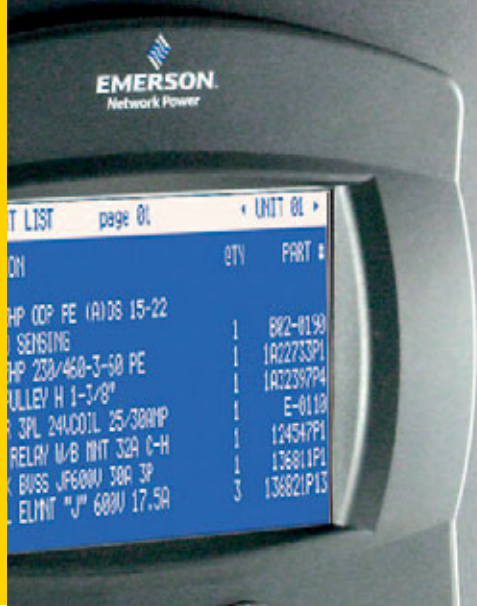 EMERSON.
Network Power
T LIST page 01 ◂ UNIT 01 ▸
ON QTY PART #
HP ODP PE (A)DS 15-22
SENSING 1 B02-0190
HP 230/460-3-60 PE 1 1A22733P1
PULLEY H 1-3/8" 1 1A32397P4
3PL 24VCOIL 25/30AMP 1 E-0110
RELAY W/B MNT 32A C-H 1 124547P1
BUSS JF600V 30A 3P 1 136811P1
L ELMNT "J" 600V 17.5A 3 136821P13